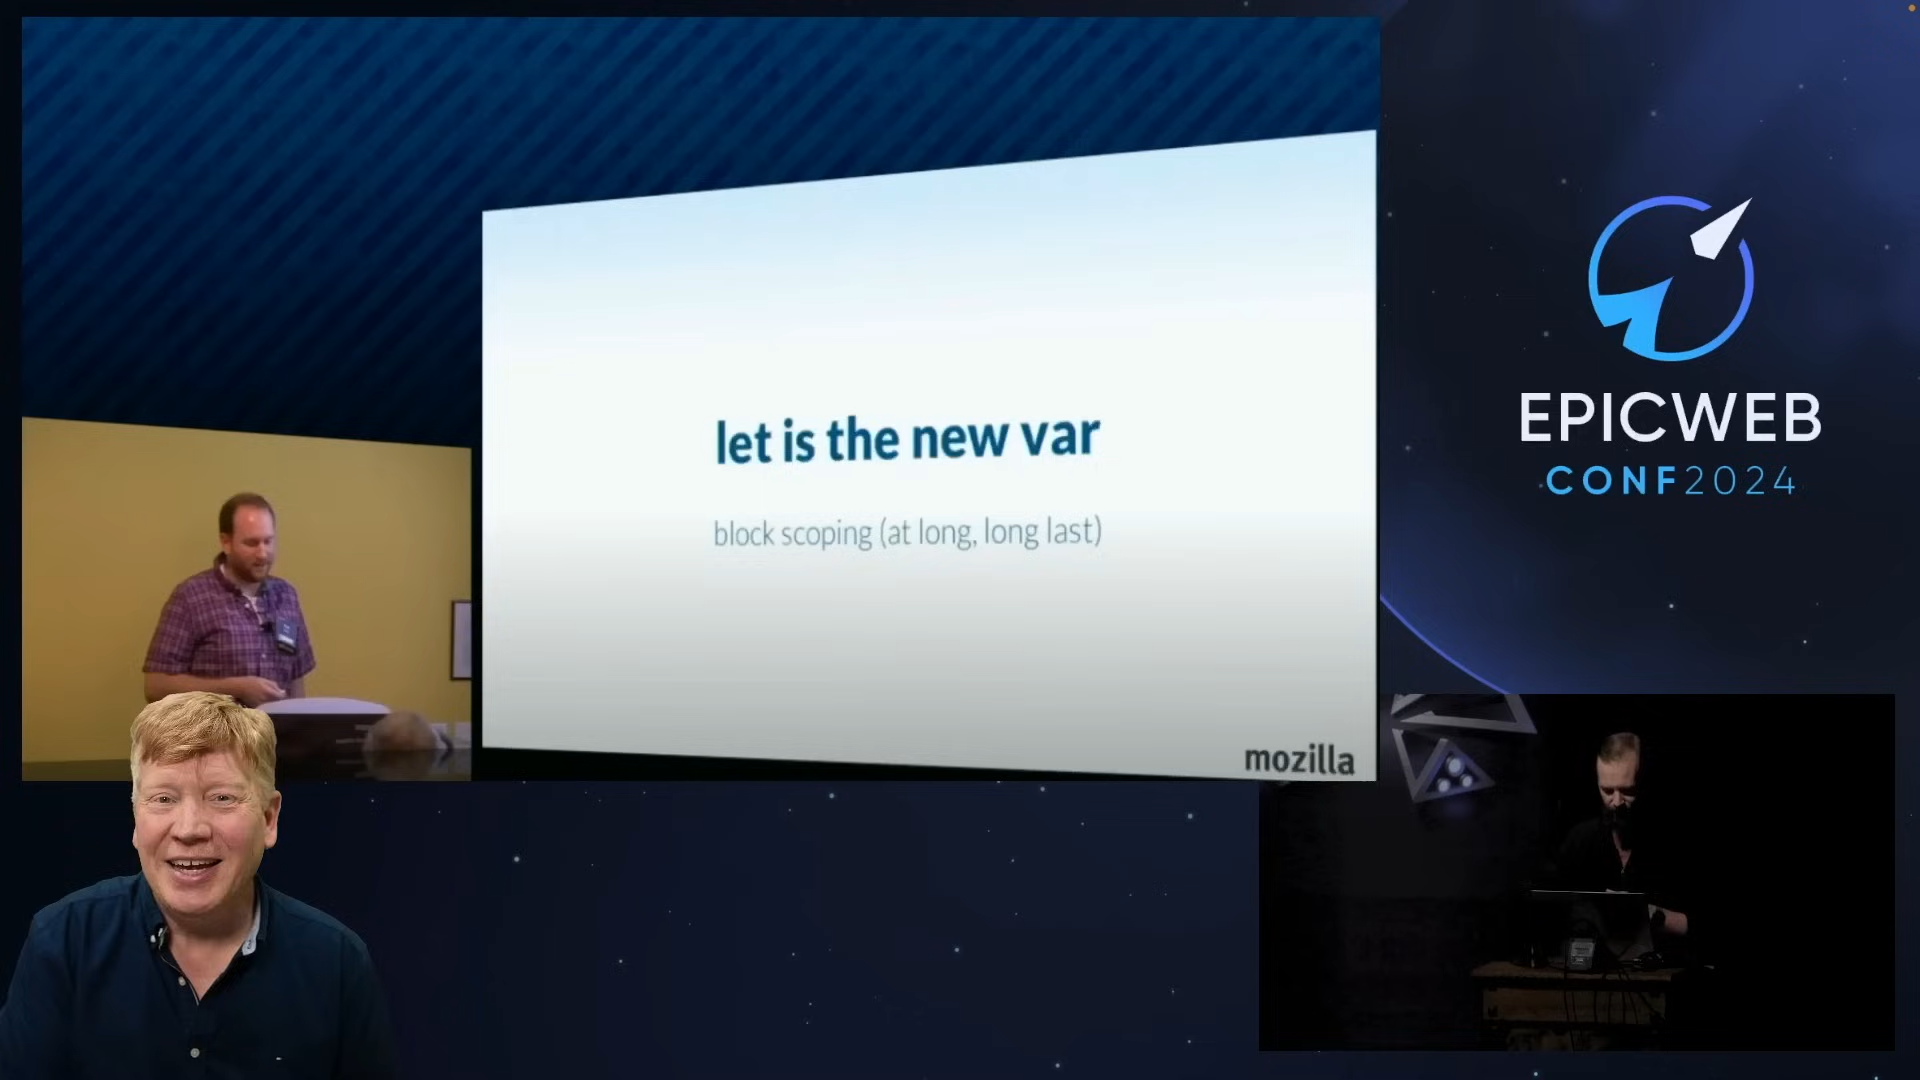 let is the new var
block scoping (at long, long last)
mozilla
EPICWEB
CONF2024